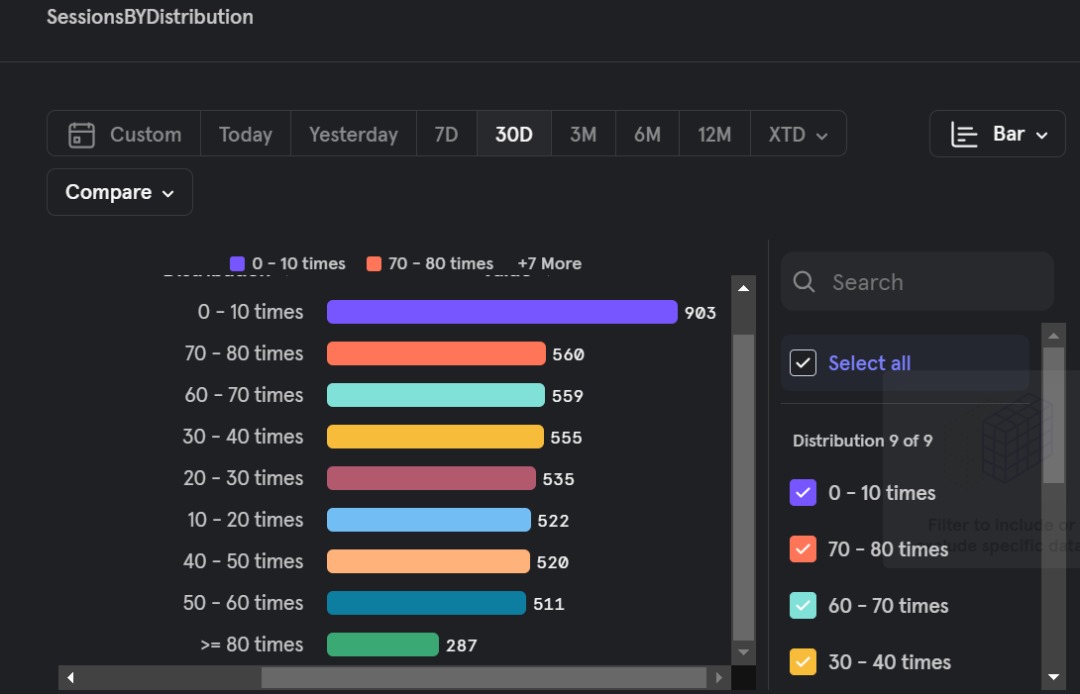 SessionsBYDistribution
Custom Today Yesterday 7D 30D 3M 6M 12M XTD
Bar
Compare
0 - 10 times 70 - 80 times +7 More
0 - 10 times 903
70 - 80 times 560
60 - 70 times 559
30 - 40 times 555
20 - 30 times 535
10 - 20 times 522
40 - 50 times 520
50 - 60 times 511
>= 80 times 287
Search
Select all
Distribution 9 of 9
0 - 10 times
Filter to include or
70 - 80 times
specific data
60 - 70 times
30 - 40 times